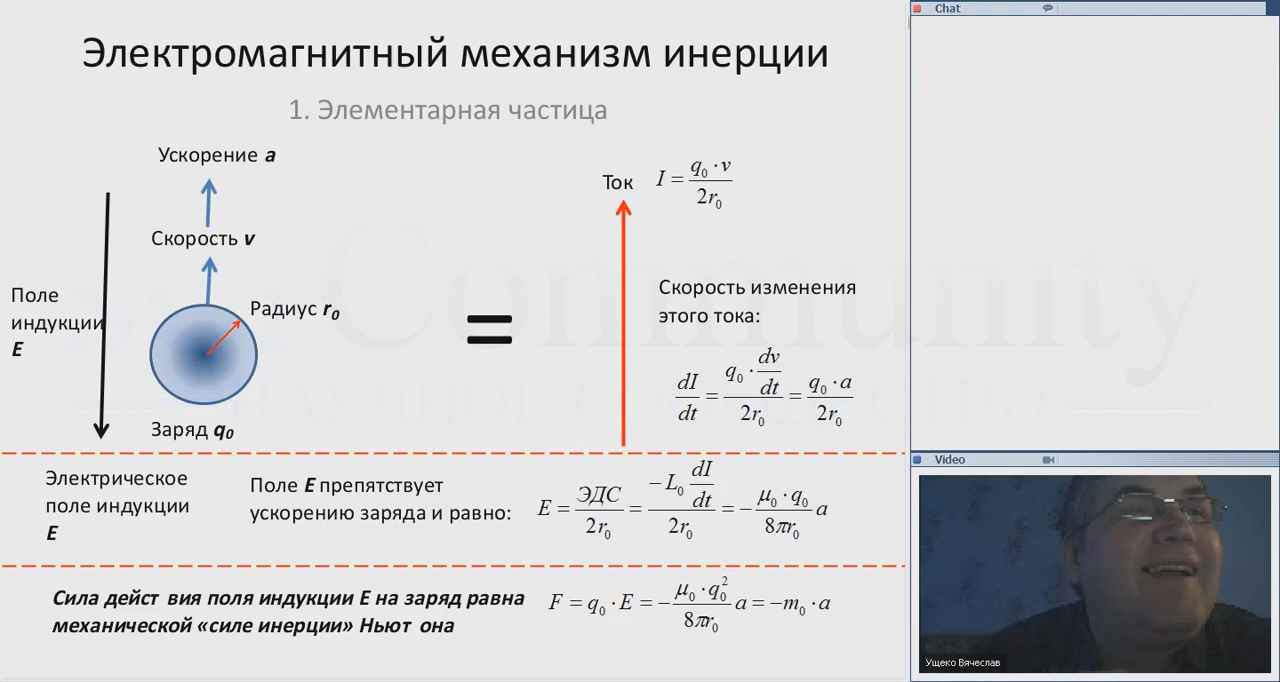 Chat
Электромагнитный механизм инерции
1. Элементарная частица
Ускорение a
Скорость v
Радиус r₀
Поле
индукции
E
Заряд q₀
=
Ток
I = q₀ · v / 2r₀
Скорость изменения
этого тока:
dI/dt = q₀ · (dv/dt) / 2r₀ = q₀ · a / 2r₀
Электрическое
поле индукции
E
Поле E препятствует
ускорению заряда и равно:
E = ЭДС / 2r₀ = −L₀ (dI/dt) / 2r₀ = − (μ₀ · q₀ / 8πr₀) a
Сила дейст вия поля индукции E на заряд равна
механической «силе инерции» Ньют она
F = q₀ · E = − (μ₀ · q₀² / 8πr₀) a = −m₀ · a
Community
НАУЧНОЕ СООБЩЕСТВО
Video
Ущеко Вячеслав